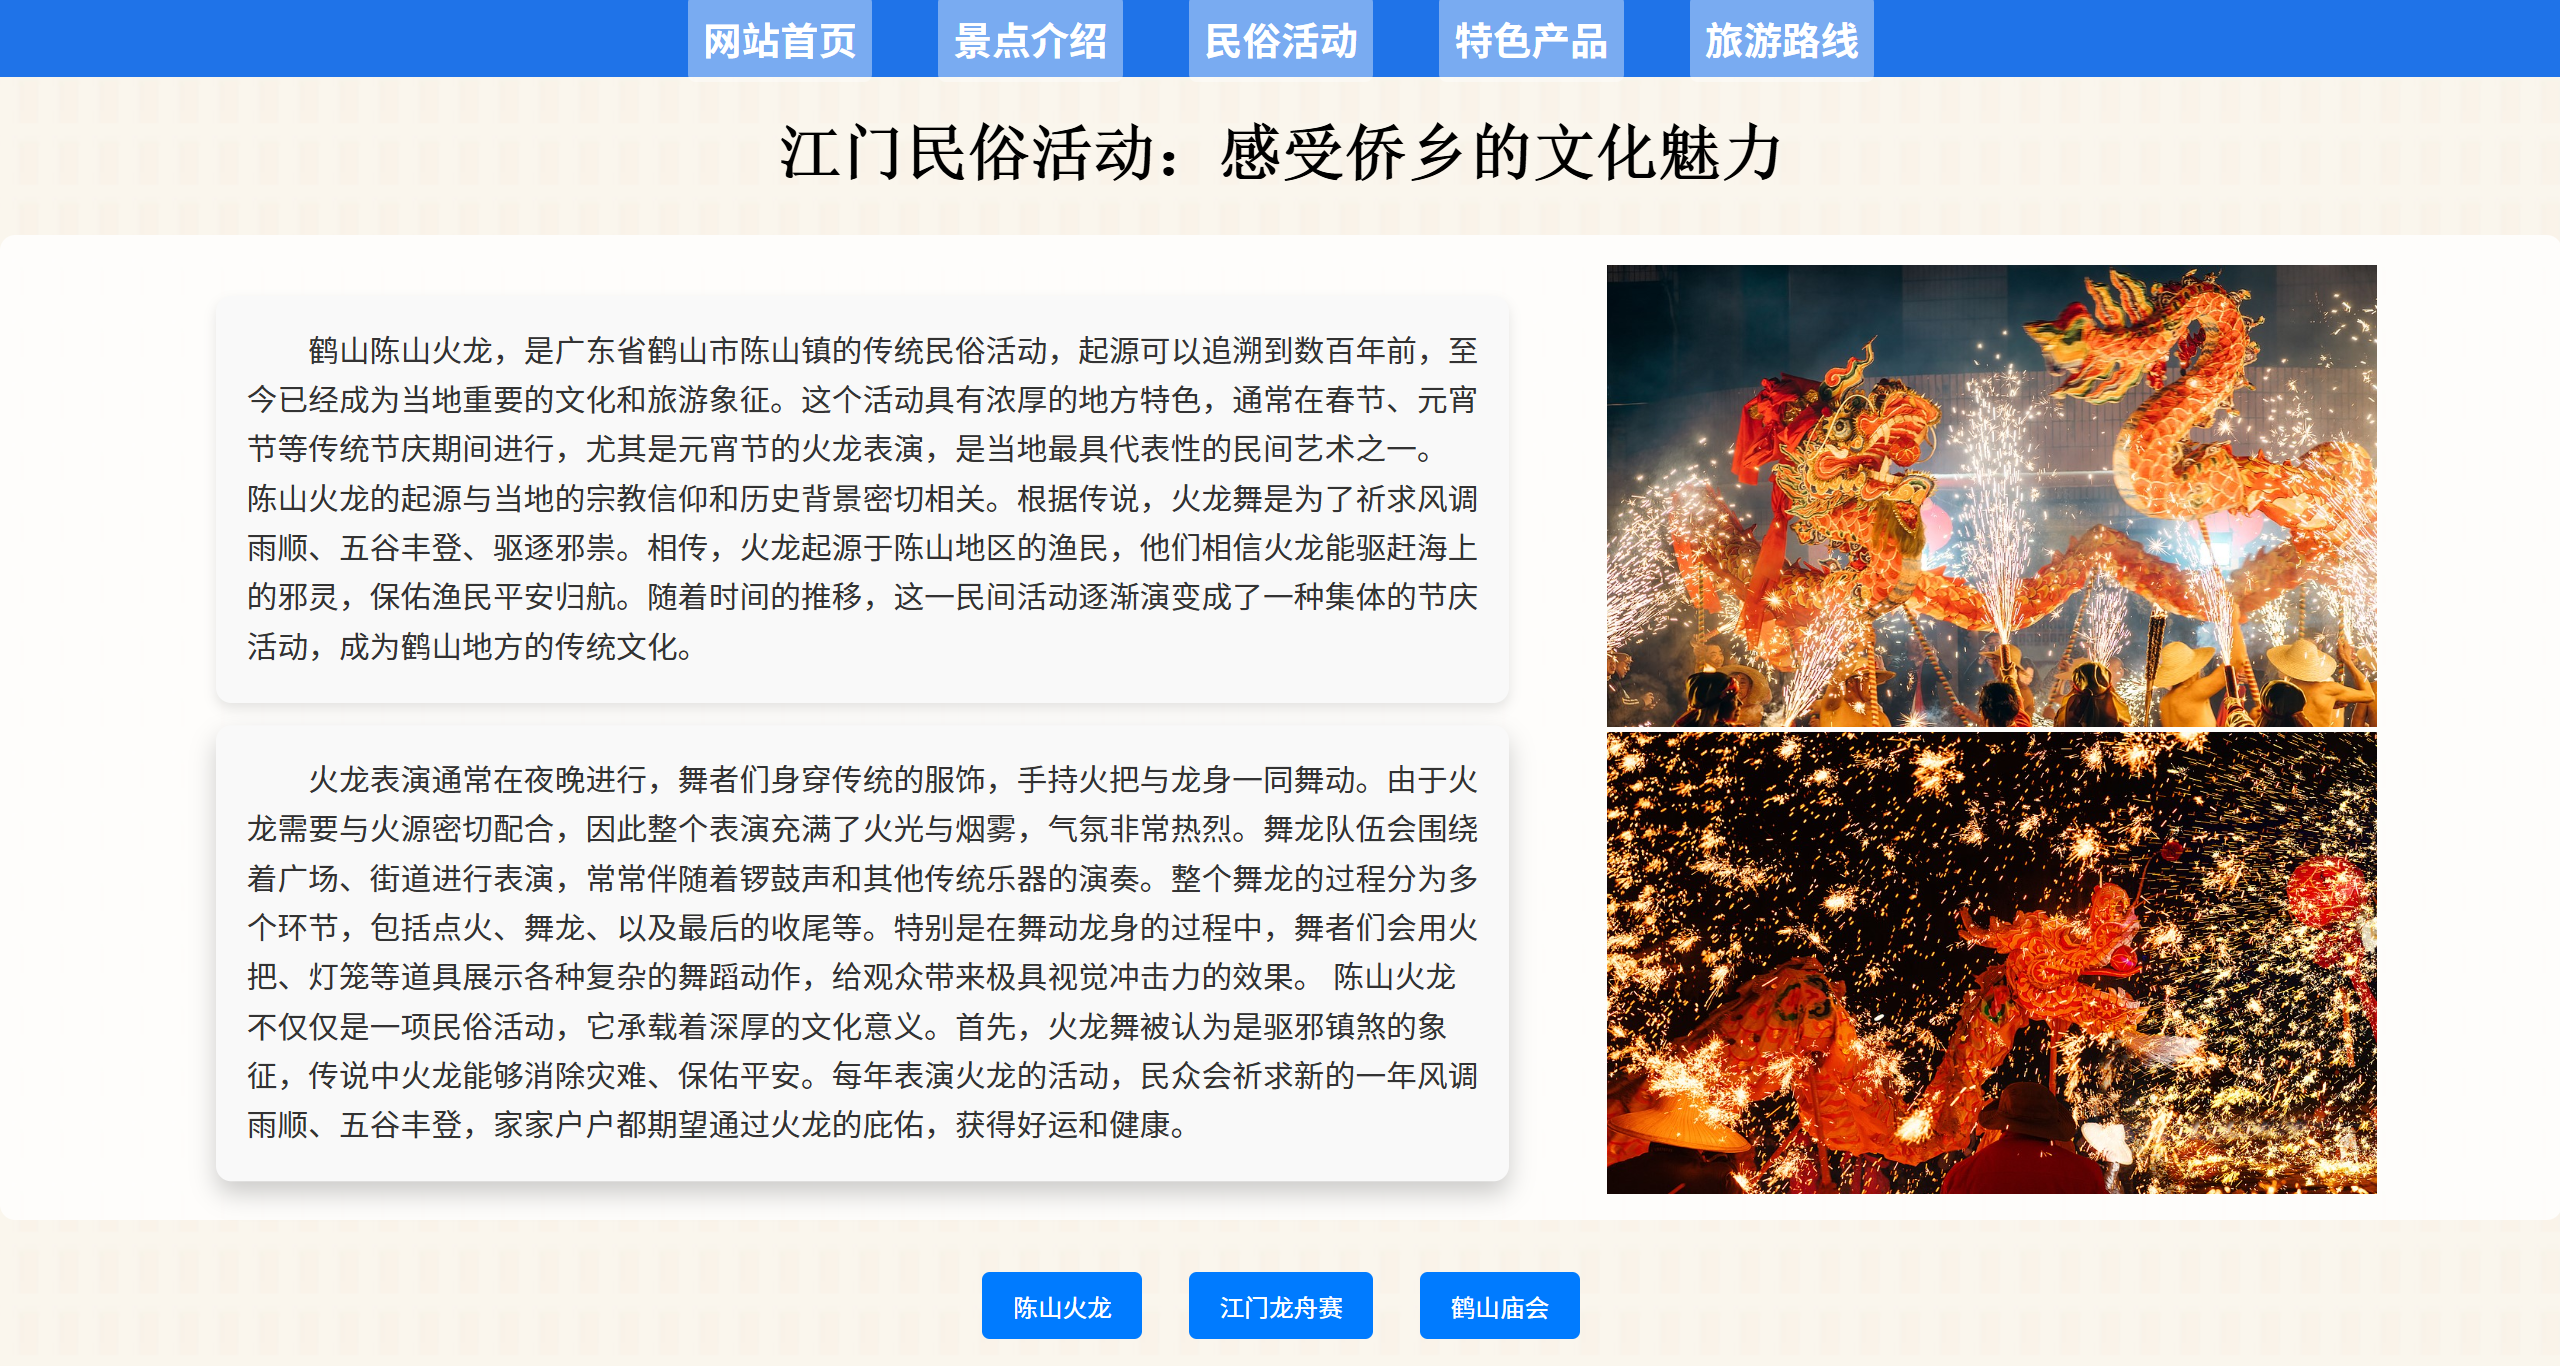 网站首页 景点介绍 民俗活动 特色产品 旅游路线
江门民俗活动：感受侨乡的文化魅力
鹤山陈山火龙，是广东省鹤山市陈山镇的传统民俗活动，起源可以追溯到数百年前，至
今已经成为当地重要的文化和旅游象征。这个活动具有浓厚的地方特色，通常在春节、元宵
节等传统节庆期间进行，尤其是元宵节的火龙表演，是当地最具代表性的民间艺术之一。
陈山火龙的起源与当地的宗教信仰和历史背景密切相关。根据传说，火龙舞是为了祈求风调
雨顺、五谷丰登、驱逐邪祟。相传，火龙起源于陈山地区的渔民，他们相信火龙能驱赶海上
的邪灵，保佑渔民平安归航。随着时间的推移，这一民间活动逐渐演变成了一种集体的节庆
活动，成为鹤山地方的传统文化。
火龙表演通常在夜晚进行，舞者们身穿传统的服饰，手持火把与龙身一同舞动。由于火
龙需要与火源密切配合，因此整个表演充满了火光与烟雾，气氛非常热烈。舞龙队伍会围绕
着广场、街道进行表演，常常伴随着锣鼓声和其他传统乐器的演奏。整个舞龙的过程分为多
个环节，包括点火、舞龙、以及最后的收尾等。特别是在舞动龙身的过程中，舞者们会用火
把、灯笼等道具展示各种复杂的舞蹈动作，给观众带来极具视觉冲击力的效果。 陈山火龙
不仅仅是一项民俗活动，它承载着深厚的文化意义。首先，火龙舞被认为是驱邪镇煞的象
征，传说中火龙能够消除灾难、保佑平安。每年表演火龙的活动，民众会祈求新的一年风调
雨顺、五谷丰登，家家户户都期望通过火龙的庇佑，获得好运和健康。
陈山火龙 江门龙舟赛 鹤山庙会